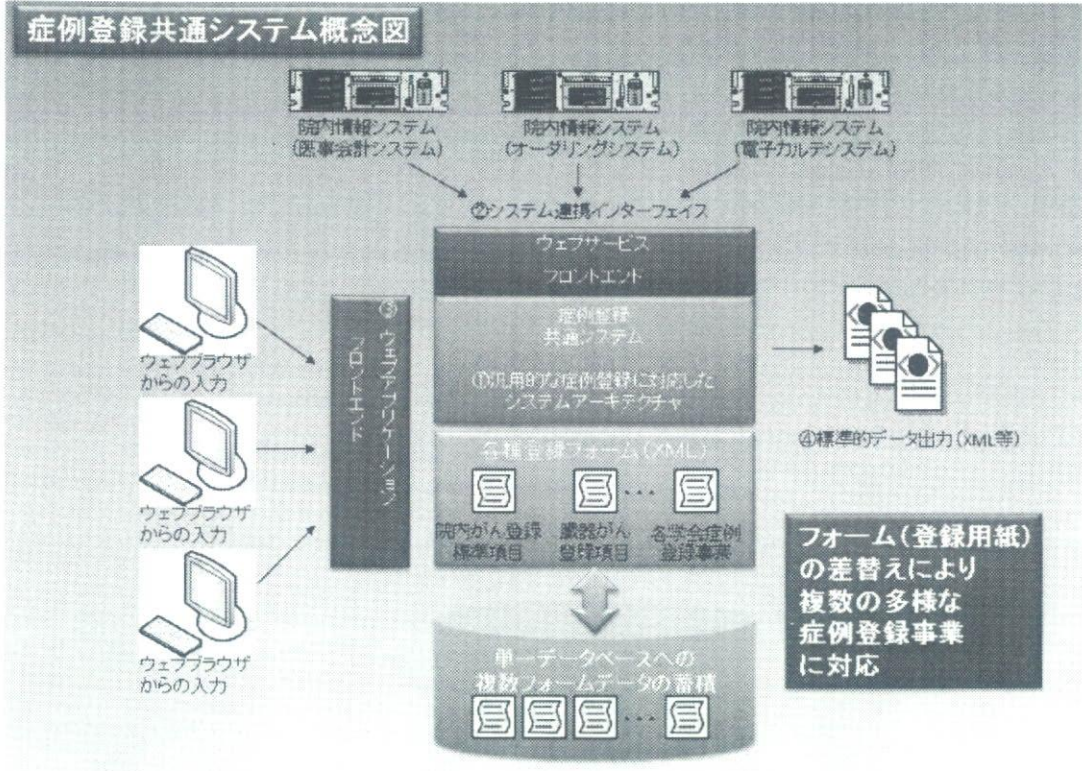 症例登録共通システム概念図
院内情報システム
(医事会計システム)
院内情報システム
(オーダリングシステム)
院内情報システム
(電子カルテシステム)
②システム連携インターフェイス
ウェブサービス
フロントエンド
症例登録
共通システム
①汎用的な症例登録に対応した
システムアーキテクチャ
③ウェブアプリケーション
フロントエンド
ウェブブラウザ
からの入力
ウェブブラウザ
からの入力
ウェブブラウザ
からの入力
④標準的データ出力(XML等)
各種登録フォーム(XML)
院内がん登録
標準項目
臓器がん
登録項目
各学会症例
登録事業
フォーム(登録用紙)
の差替えにより
複数の多様な
症例登録事業
に対応
単一データベースへの
複数フォームデータの蓄積